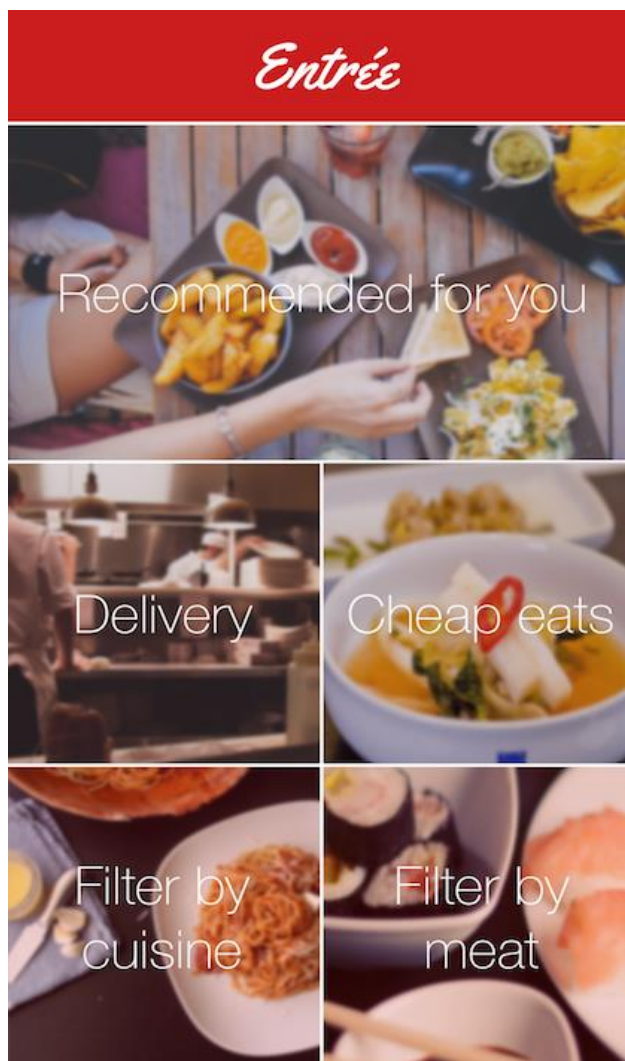 Entrée
Recommended for you
Delivery
Cheap eats
Filter by
cuisine
Filter by
meat